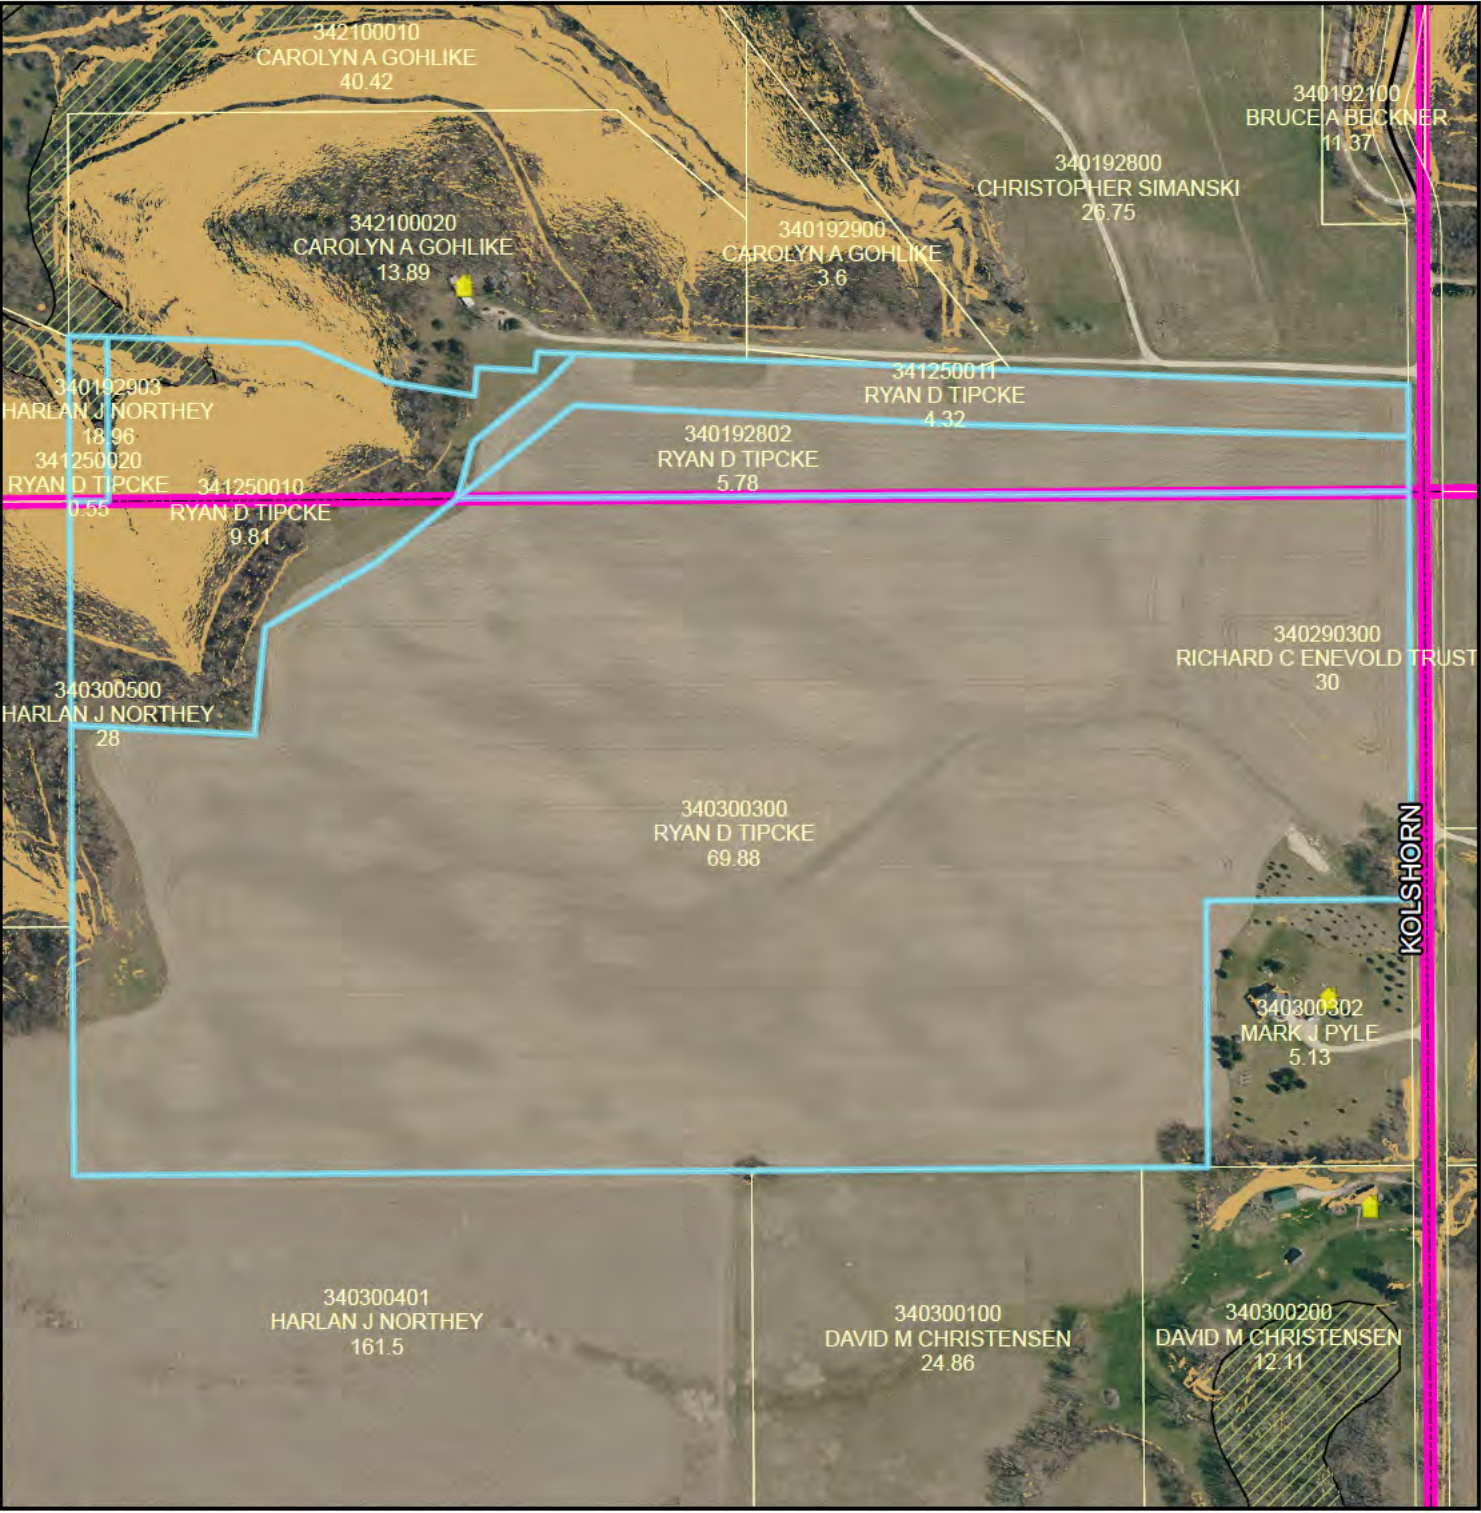 342100010
CAROLYN A GOHLIKE
40.42
340192100
BRUCE A BECKNER
11.37
340192800
CHRISTOPHER SIMANSKI
26.75
342100020
CAROLYN A GOHLIKE
13.89
340192900
CAROLYN A GOHLIKE
3.6
341250011
RYAN D TIPCKE
4.32
340192903
HARLAN J NORTHEY
18.96
340192802
RYAN D TIPCKE
5.78
341250020
RYAN D TIPCKE
0.55
341250010
RYAN D TIPCKE
9.81
340290300
RICHARD C ENEVOLD TRUST
30
340300500
HARLAN J NORTHEY
28
340300300
RYAN D TIPCKE
69.88
KOLSHORN
340300302
MARK J PYLE
5.13
340300401
HARLAN J NORTHEY
161.5
340300100
DAVID M CHRISTENSEN
24.86
340300200
DAVID M CHRISTENSEN
12.11